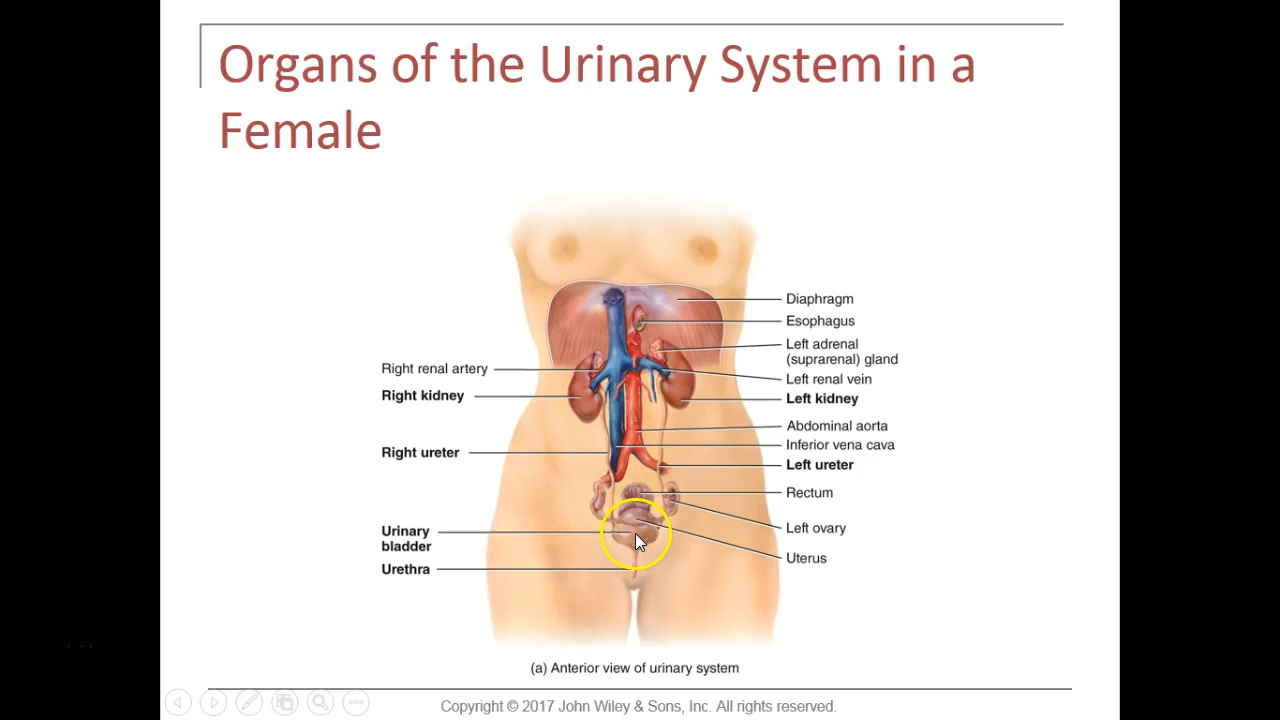 Organs of the Urinary System in a
Female
Diaphragm
Esophagus
Left adrenal
(suprarenal) gland
Right renal artery
Left renal vein
Right kidney
Left kidney
Abdominal aorta
Inferior vena cava
Right ureter
Left ureter
Rectum
Left ovary
Urinary
bladder
Uterus
Urethra
(a) Anterior view of urinary system
Copyright © 2017 John Wiley & Sons, Inc. All rights reserved.